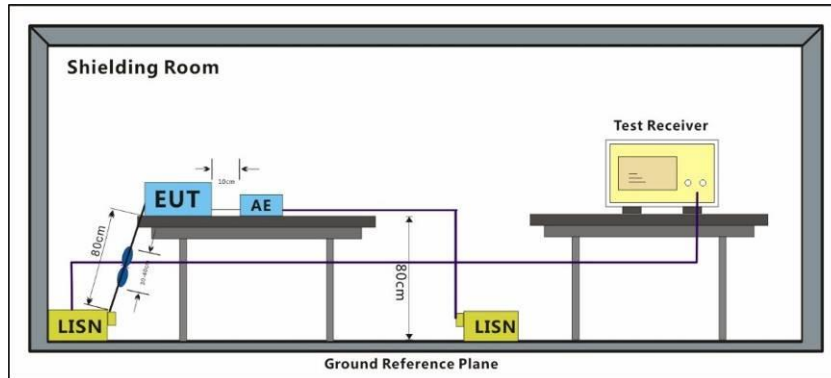 Shielding Room
Test Receiver
10cm
EUT
AE
80cm
80cm
LISN
LISN
Ground Reference Plane